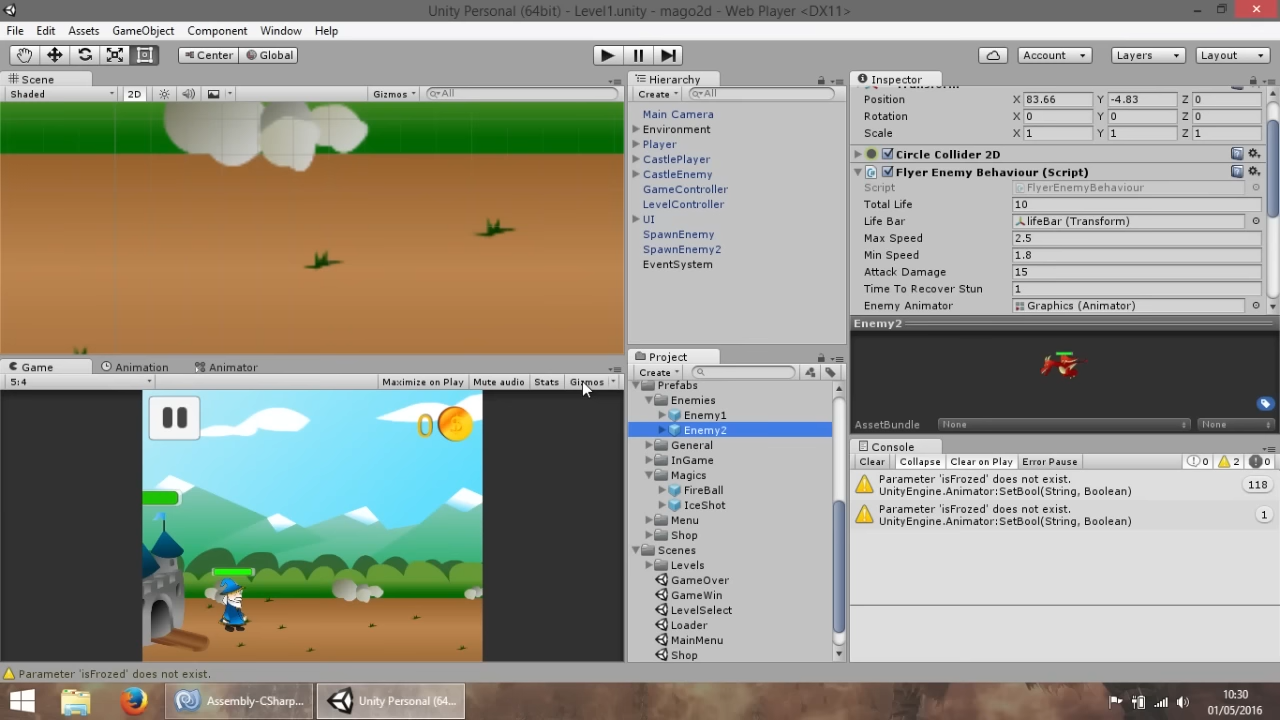 Unity Personal (64bit) - Level1.unity - mago2d - Web Player <DX11>
File Edit Assets GameObject Component Window Help
Center Global Account Layers Layout
Scene
Shaded 2D Gizmos All
Game Animation Animator
5:4 Maximize on Play Mute audio Stats Gizmos
0
Hierarchy
Create All
Main Camera
Environment
Player
CastlePlayer
CastleEnemy
GameController
LevelController
UI
SpawnEnemy
SpawnEnemy2
EventSystem
Project
Create
Prefabs
Enemies
Enemy1
Enemy2
General
InGame
Magics
FireBall
IceShot
Menu
Shop
Scenes
Levels
GameOver
GameWin
LevelSelect
Loader
MainMenu
Shop
Inspector
Position X 83.66 Y -4.83 Z 0
Rotation X 0 Y 0 Z 0
Scale X 1 Y 1 Z 1
Circle Collider 2D
Flyer Enemy Behaviour (Script)
Script FlyerEnemyBehaviour
Total Life 10
Life Bar lifeBar (Transform)
Max Speed 2.5
Min Speed 1.8
Attack Damage 15
Time To Recover Stun 1
Enemy Animator Graphics (Animator)
Enemy2
AssetBundle None None
Console
Clear Collapse Clear on Play Error Pause 0 2 0
Parameter 'isFrozed' does not exist.
UnityEngine.Animator:SetBool(String, Boolean) 118
Parameter 'isFrozed' does not exist.
UnityEngine.Animator:SetBool(String, Boolean) 1
Parameter 'isFrozed' does not exist.
Assembly-CSharp... Unity Personal (64...
10:30
01/05/2016